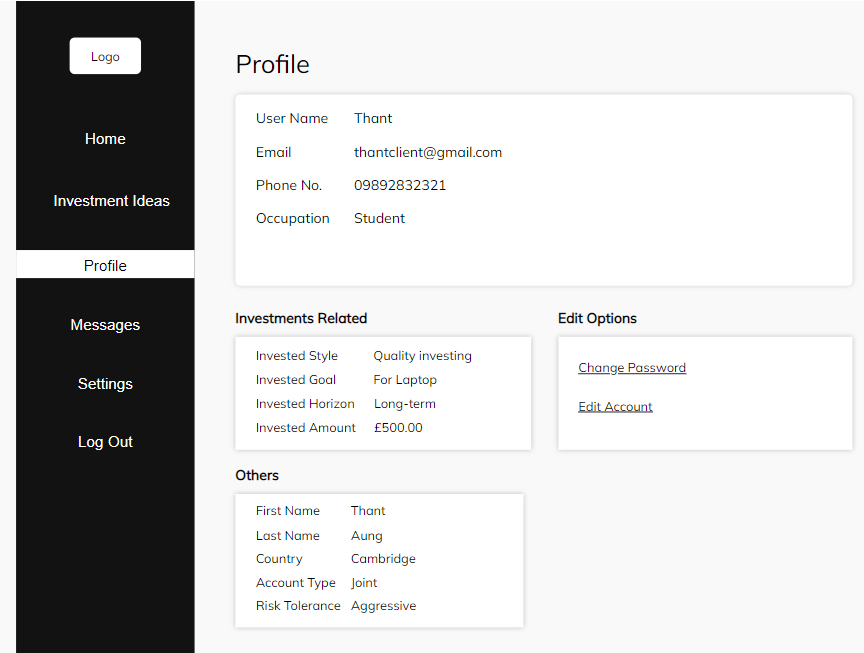 Logo
Home
Investment Ideas
Profile
Messages
Settings
Log Out
Profile
User Name Thant
Email thantclient@gmail.com
Phone No. 09892832321
Occupation Student
Investments Related
Invested Style Quality investing
Invested Goal For Laptop
Invested Horizon Long-term
Invested Amount £500.00
Edit Options
Change Password
Edit Account
Others
First Name Thant
Last Name Aung
Country Cambridge
Account Type Joint
Risk Tolerance Aggressive